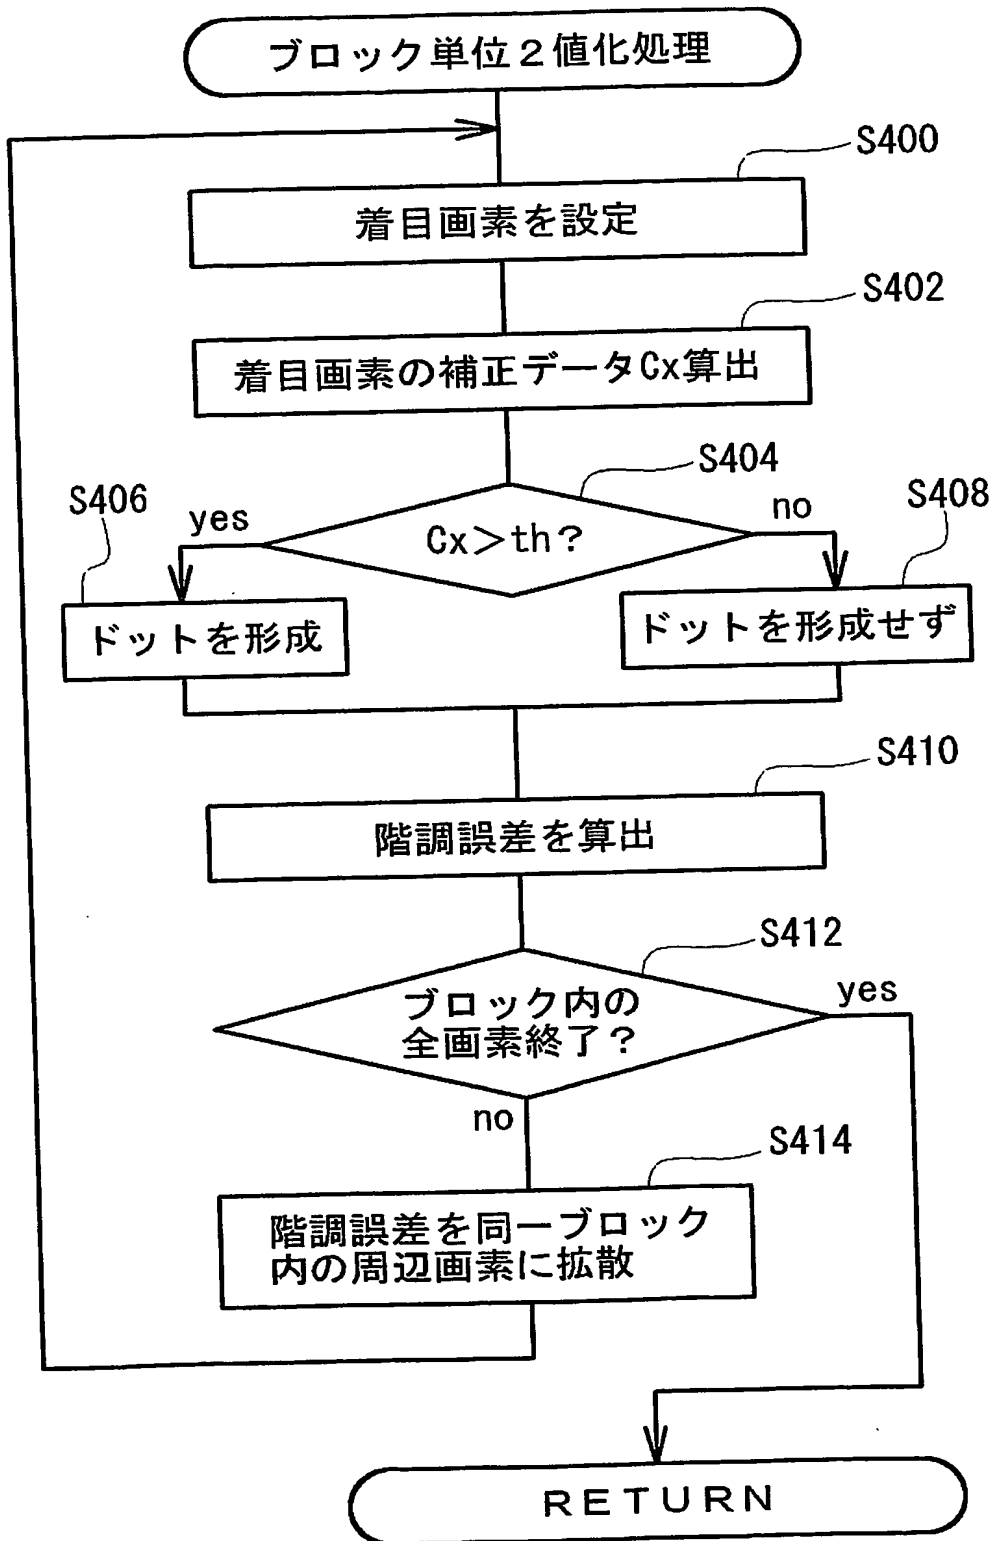 ブロック単位２値化処理
S400
着目画素を設定
S402
着目画素の補正データCx算出
S404
Cx＞th？
yes
no
S406
S408
ドットを形成
ドットを形成せず
S410
階調誤差を算出
S412
ブロック内の
全画素終了？
yes
no
S414
階調誤差を同一ブロック
内の周辺画素に拡散
RETURN